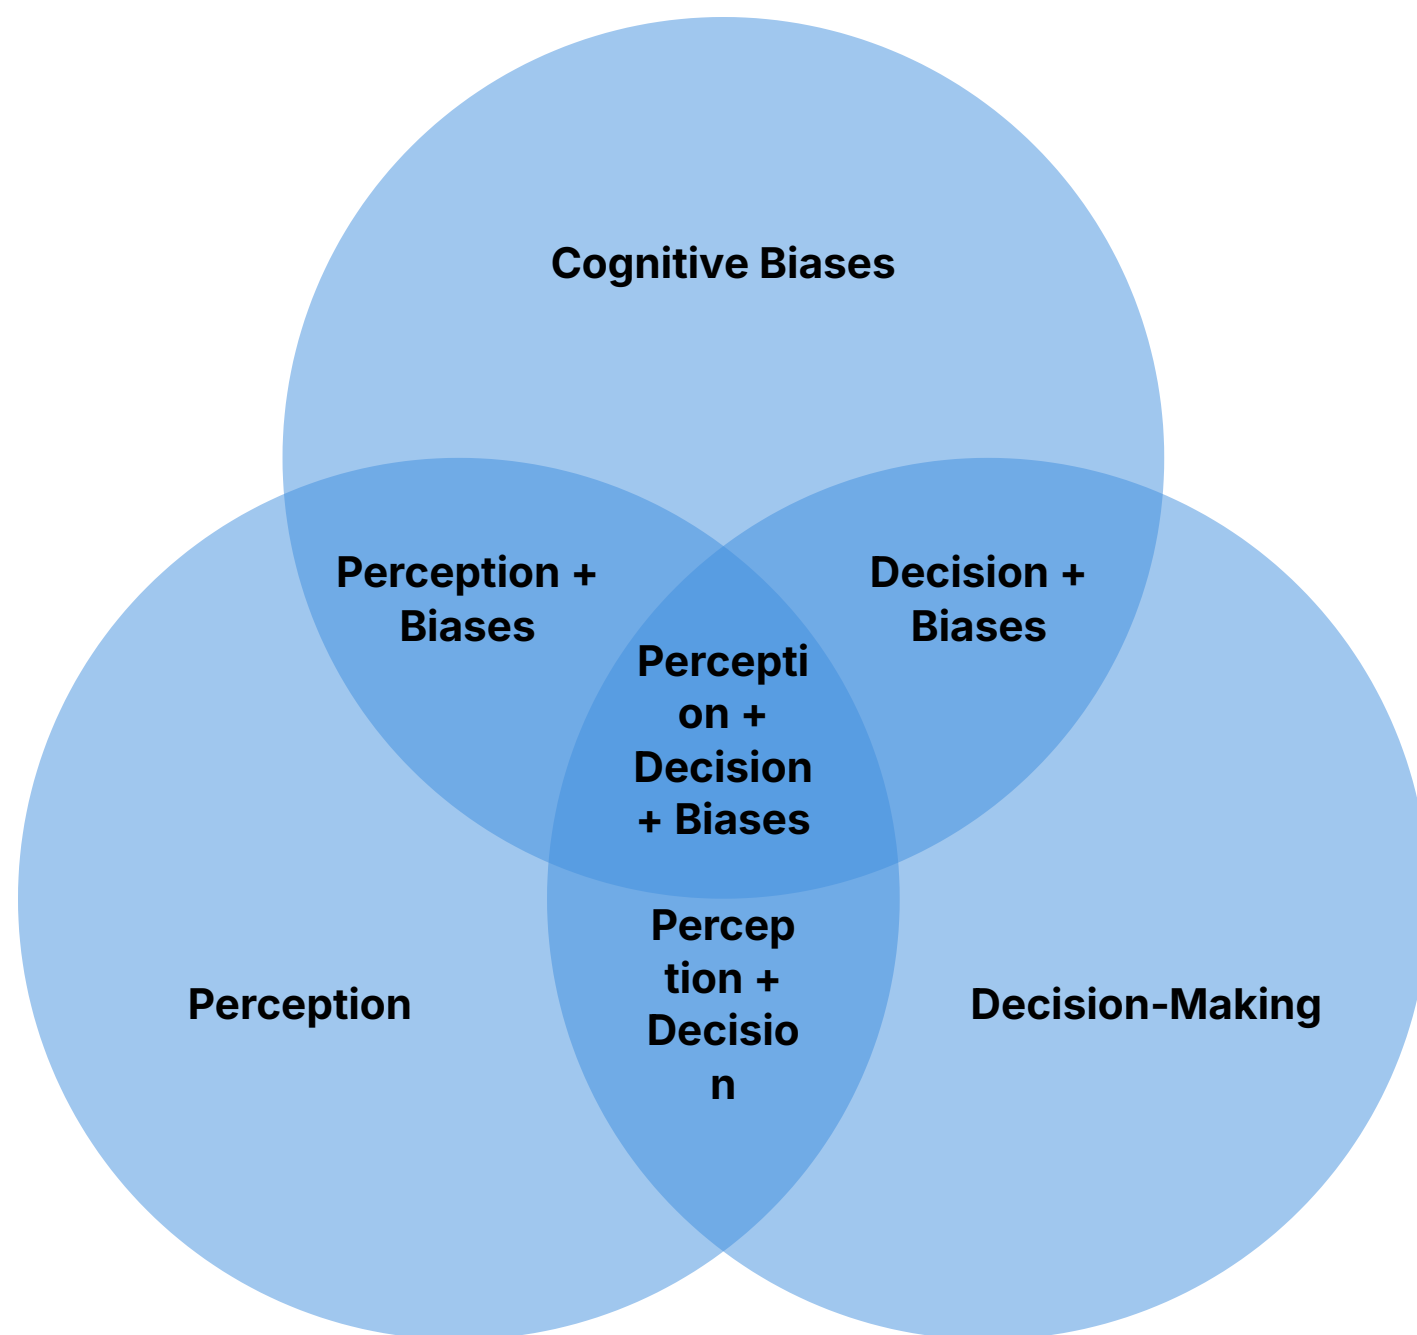 Cognitive Biases
Perception +
Biases
Decision +
Biases
Percepti
on +
Decision
+ Biases
Percep
tion +
Decisio
n
Perception
Decision-Making